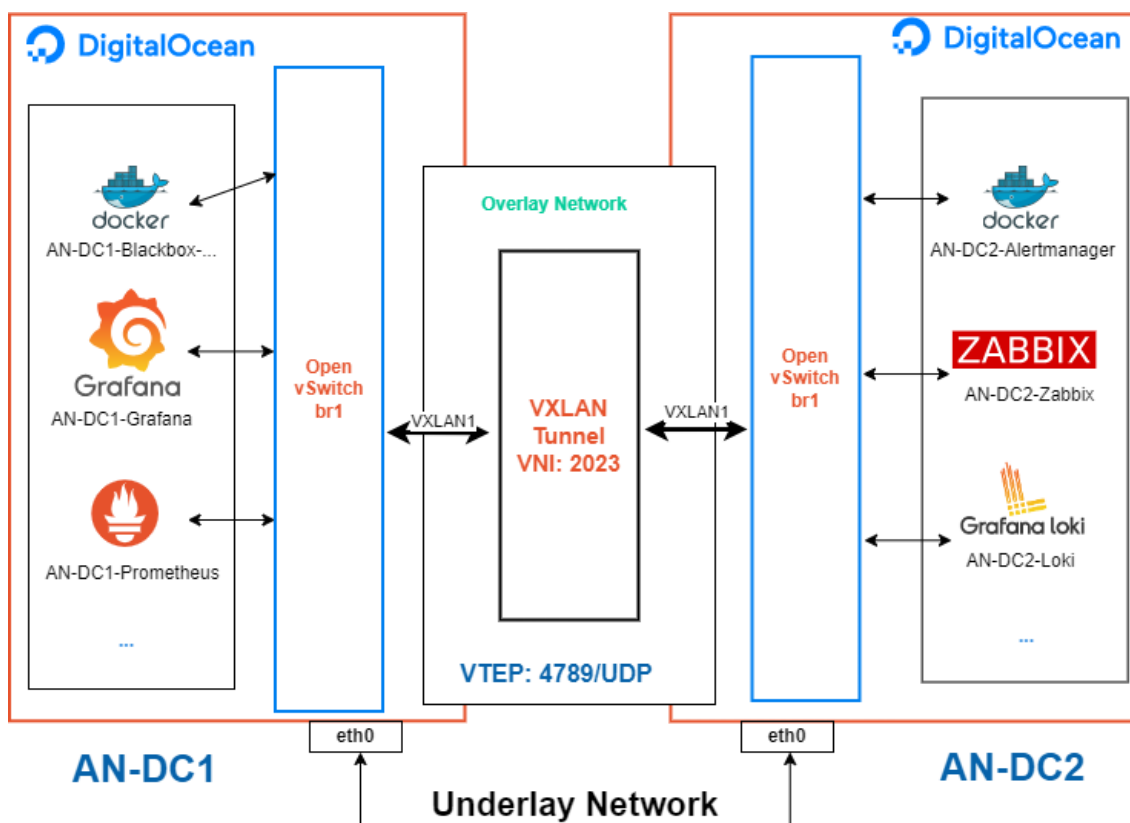 DigitalOcean
docker
AN-DC1-Blackbox-...
Grafana
AN-DC1-Grafana
AN-DC1-Prometheus
...
Open
vSwitch
br1
VXLAN1
Overlay Network
VXLAN
Tunnel
VNI: 2023
VTEP: 4789/UDP
VXLAN1
DigitalOcean
Open
vSwitch
br1
docker
AN-DC2-Alertmanager
ZABBIX
AN-DC2-Zabbix
Grafana loki
AN-DC2-Loki
...
eth0
eth0
AN-DC1
AN-DC2
Underlay Network